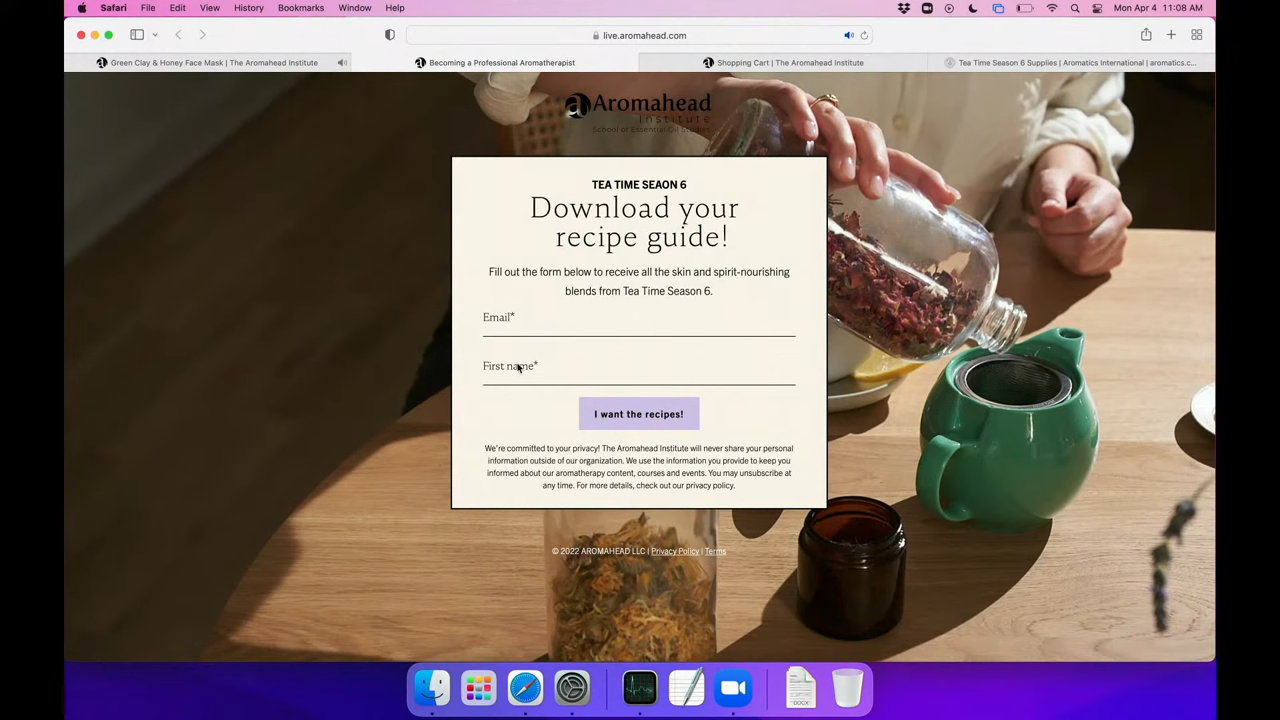 Safari File Edit View History Bookmarks Window Help Mon Apr 4 11:08 AM
live.aromahead.com
Green Clay & Honey Face Mask | The Aromahead Institute Becoming a Professional Aromatherapist Shopping Cart | The Aromahead Institute Tea Time Season 6 Supplies | Aromatics International | aromatics.c...
Aromahead
Institute
School of Essential Oil Studies
TEA TIME SEAON 6
Download your
recipe guide!
Fill out the form below to receive all the skin and spirit-nourishing
blends from Tea Time Season 6.
Email*
First name*
I want the recipes!
We're committed to your privacy! The Aromahead Institute will never share your personal
information outside of our organization. We use the information you provide to keep you
informed about our aromatherapy content, courses and events. You may unsubscribe at
any time. For more details, check out our privacy policy.
© 2022 AROMAHEAD LLC | Privacy Policy | Terms
DOCX